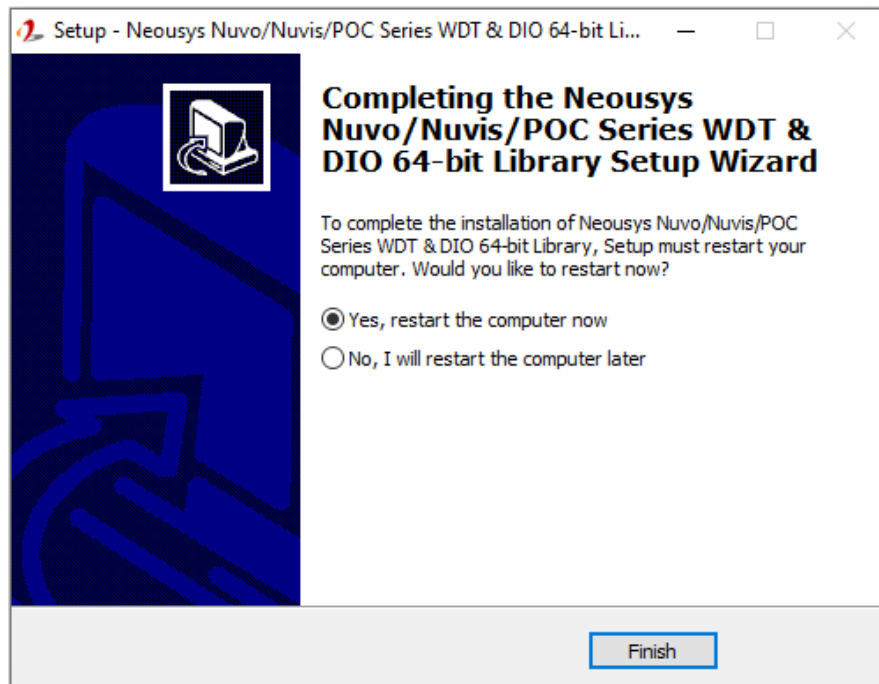 Setup - Neousys Nuvo/Nuvis/POC Series WDT & DIO 64-bit Li...
Completing the Neousys
Nuvo/Nuvis/POC Series WDT &
DIO 64-bit Library Setup Wizard
To complete the installation of Neousys Nuvo/Nuvis/POC
Series WDT & DIO 64-bit Library, Setup must restart your
computer. Would you like to restart now?
Yes, restart the computer now
No, I will restart the computer later
Finish